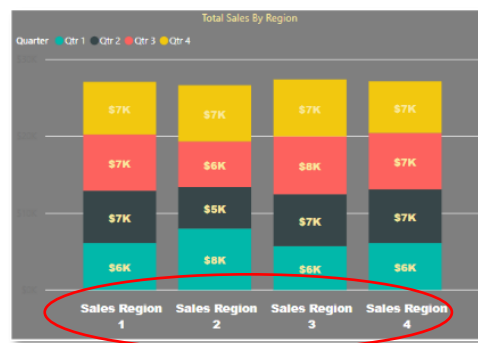 Total Sales By Region
Quarter Qtr 1 Qtr 2 Qtr 3 Qtr 4
$7K $7K $7K $7K
$7K $6K $8K $7K
$7K $5K $7K $7K
$6K $8K $6K $6K
Sales Region Sales Region Sales Region Sales Region
1 2 3 4